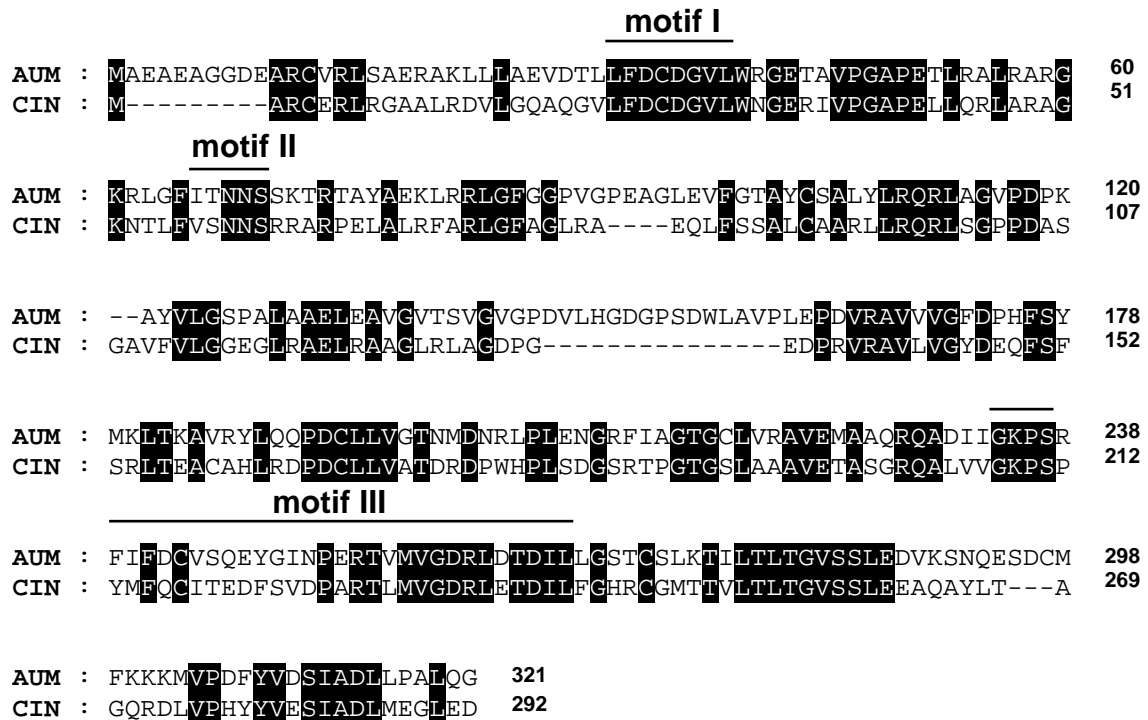 motif I
AUM : MAEAEAGGDEARCVRLSAERAKLLLAEVDTLLFDCDGVLWRGETAVPGAPETLRALRARG 60
CIN : M---------ARCERLRGAALRDVLGQAQGVLFDCDGVLWNGERIVPGAPELLQRLARAG 51
motif II
AUM : KRLGFITNNSSKTRTAYAEKLRRLGFGGPVGPEAGLEVFGTAYCSALYLRQRLAGVPDPK 120
CIN : KNTLFVSNNSRRARPELALRFARLGFAGLRA----EQLFSSALCAARLLRQRLSGPPDAS 107
AUM : --AYVLGSPALAAELEAVGVTSVGVGPDVLHGDGPSDWLAVPLEPDVRAVVVGFDPHFSY 178
CIN : GAVFVLGGEGLRAELRAAGLRLAGDPG---------------EDPRVRAVLVGYDEQFSF 152
AUM : MKLTKAVRYLQQPDCLLVGTNMDNRLPLENGRFIAGTGCLVRAVEMAAQRQADIIGKPSR 238
CIN : SRLTEACAHLRDPDCLLVATDRDPWHPLSDGSRTPGTGSLAAAVETASGRQALVVGKPSP 212
motif III
AUM : FIFDCVSQEYGINPERTVMVGDRLDTDILLGSTCSLKTILTLTGVSSLEDVKSNQESDCM 298
CIN : YMFQCITEDFSVDPARTLMVGDRLETDILFGHRCGMTTVLTLTGVSSLEEAQAYLT---A 269
AUM : FKKKMVPDFYVDSIADLLPALQG 321
CIN : GQRDLVPHYYVESIADLMEGLED 292